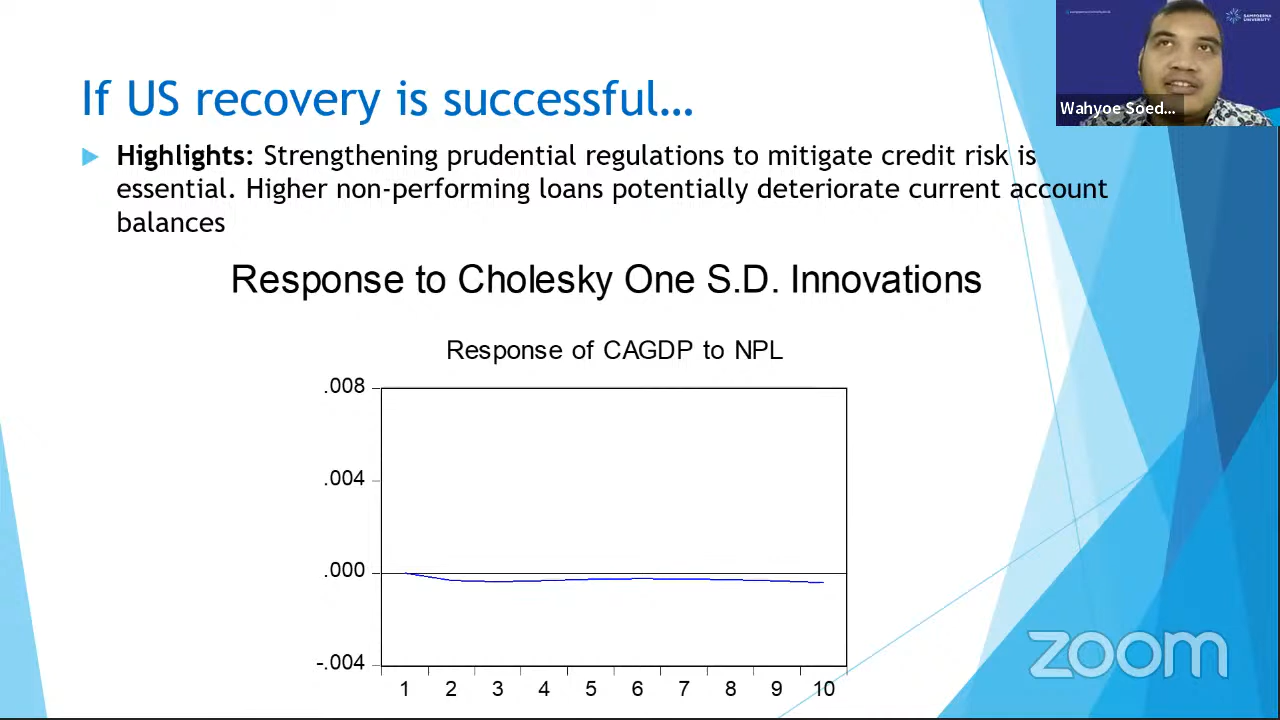 SAMPOERNA
UNIVERSITY
Wahyoe Soed...
If US recovery is successful...
Highlights: Strengthening prudential regulations to mitigate credit risk is
essential. Higher non-performing loans potentially deteriorate current account
balances
Response to Cholesky One S.D. Innovations
Response of CAGDP to NPL
.008
.004
.000
-.004
1 2 3 4 5 6 7 8 9 10
zoom